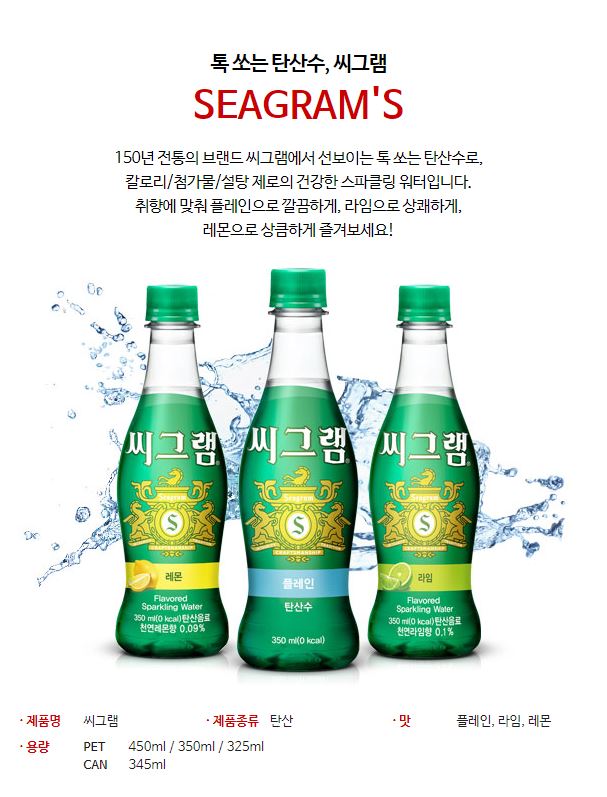 톡 쏘는 탄산수, 씨그램
SEAGRAM'S
150년 전통의 브랜드 씨그램에서 선보이는 톡 쏘는 탄산수로,
칼로리/첨가물/설탕 제로의 건강한 스파클링 워터입니다.
취향에 맞춰 플레인으로 깔끔하게, 라임으로 상쾌하게,
레몬으로 상큼하게 즐겨보세요!
씨그램®
Seagram
S
CRAFTSMANSHIP
레몬
Flavored
Sparkling Water
350 ml(0 kcal)탄산음료
천연레몬향 0.09%
씨그램®
Seagram
S
CRAFTSMANSHIP
플레인
탄산수
350 ml(0 kcal)
씨그램®
Seagram
S
CRAFTSMANSHIP
라임
Flavored
Sparkling Water
350 ml(0 kcal)탄산음료
천연라임향 0.1%
· 제품명 씨그램 · 제품종류 탄산 · 맛 플레인, 라임, 레몬
· 용량 PET 450ml / 350ml / 325ml
CAN 345ml